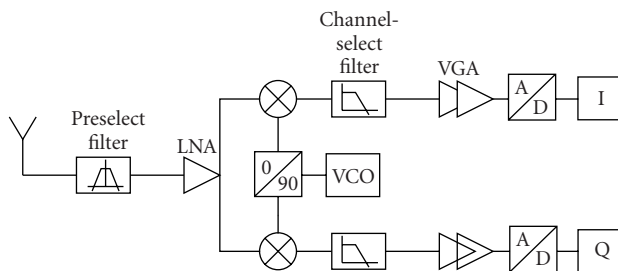 Channel-
select
filter
VGA
A
D
I
Preselect
filter
LNA
0
90
VCO
A
D
Q